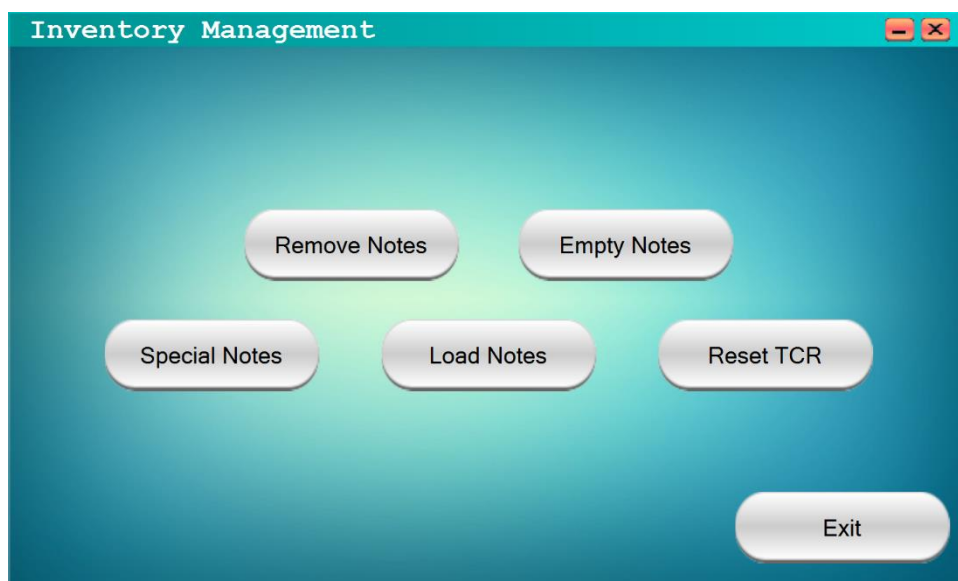 Inventory Management
Remove Notes
Empty Notes
Special Notes
Load Notes
Reset TCR
Exit